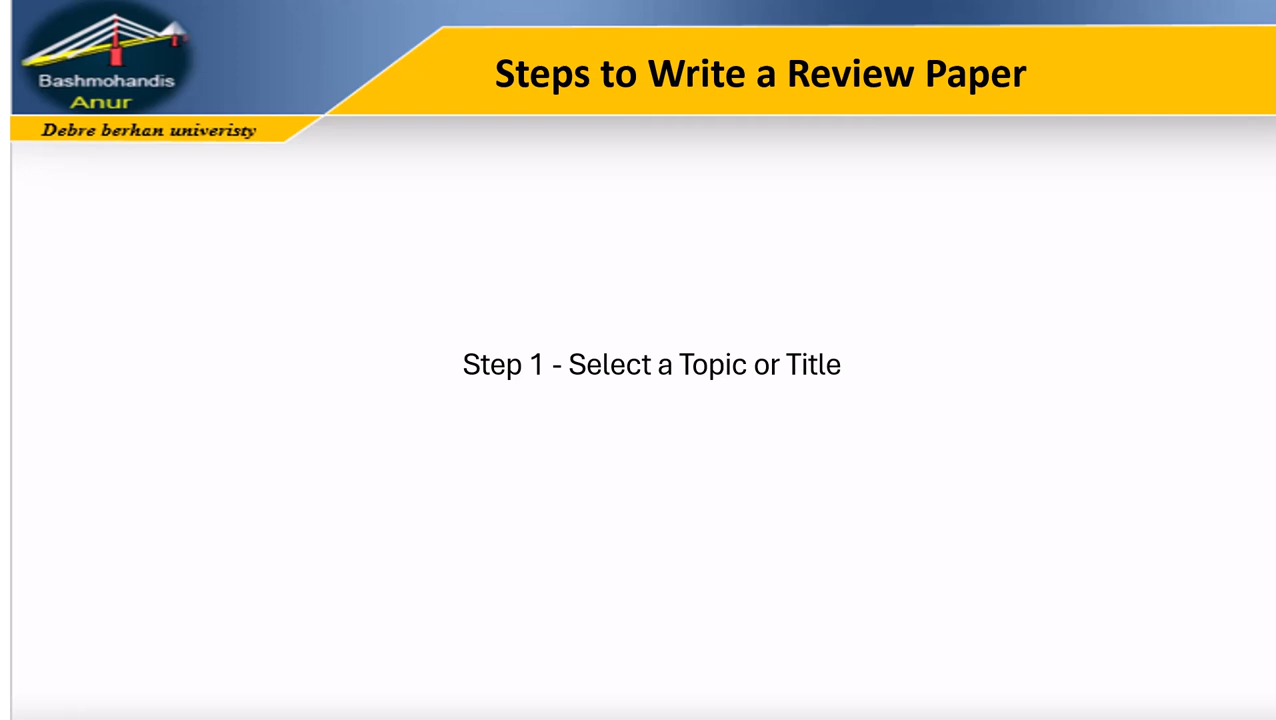 Steps to Write a Review Paper
Bashmohandis
Anur
Debre berhan univeristy
Step 1 - Select a Topic or Title